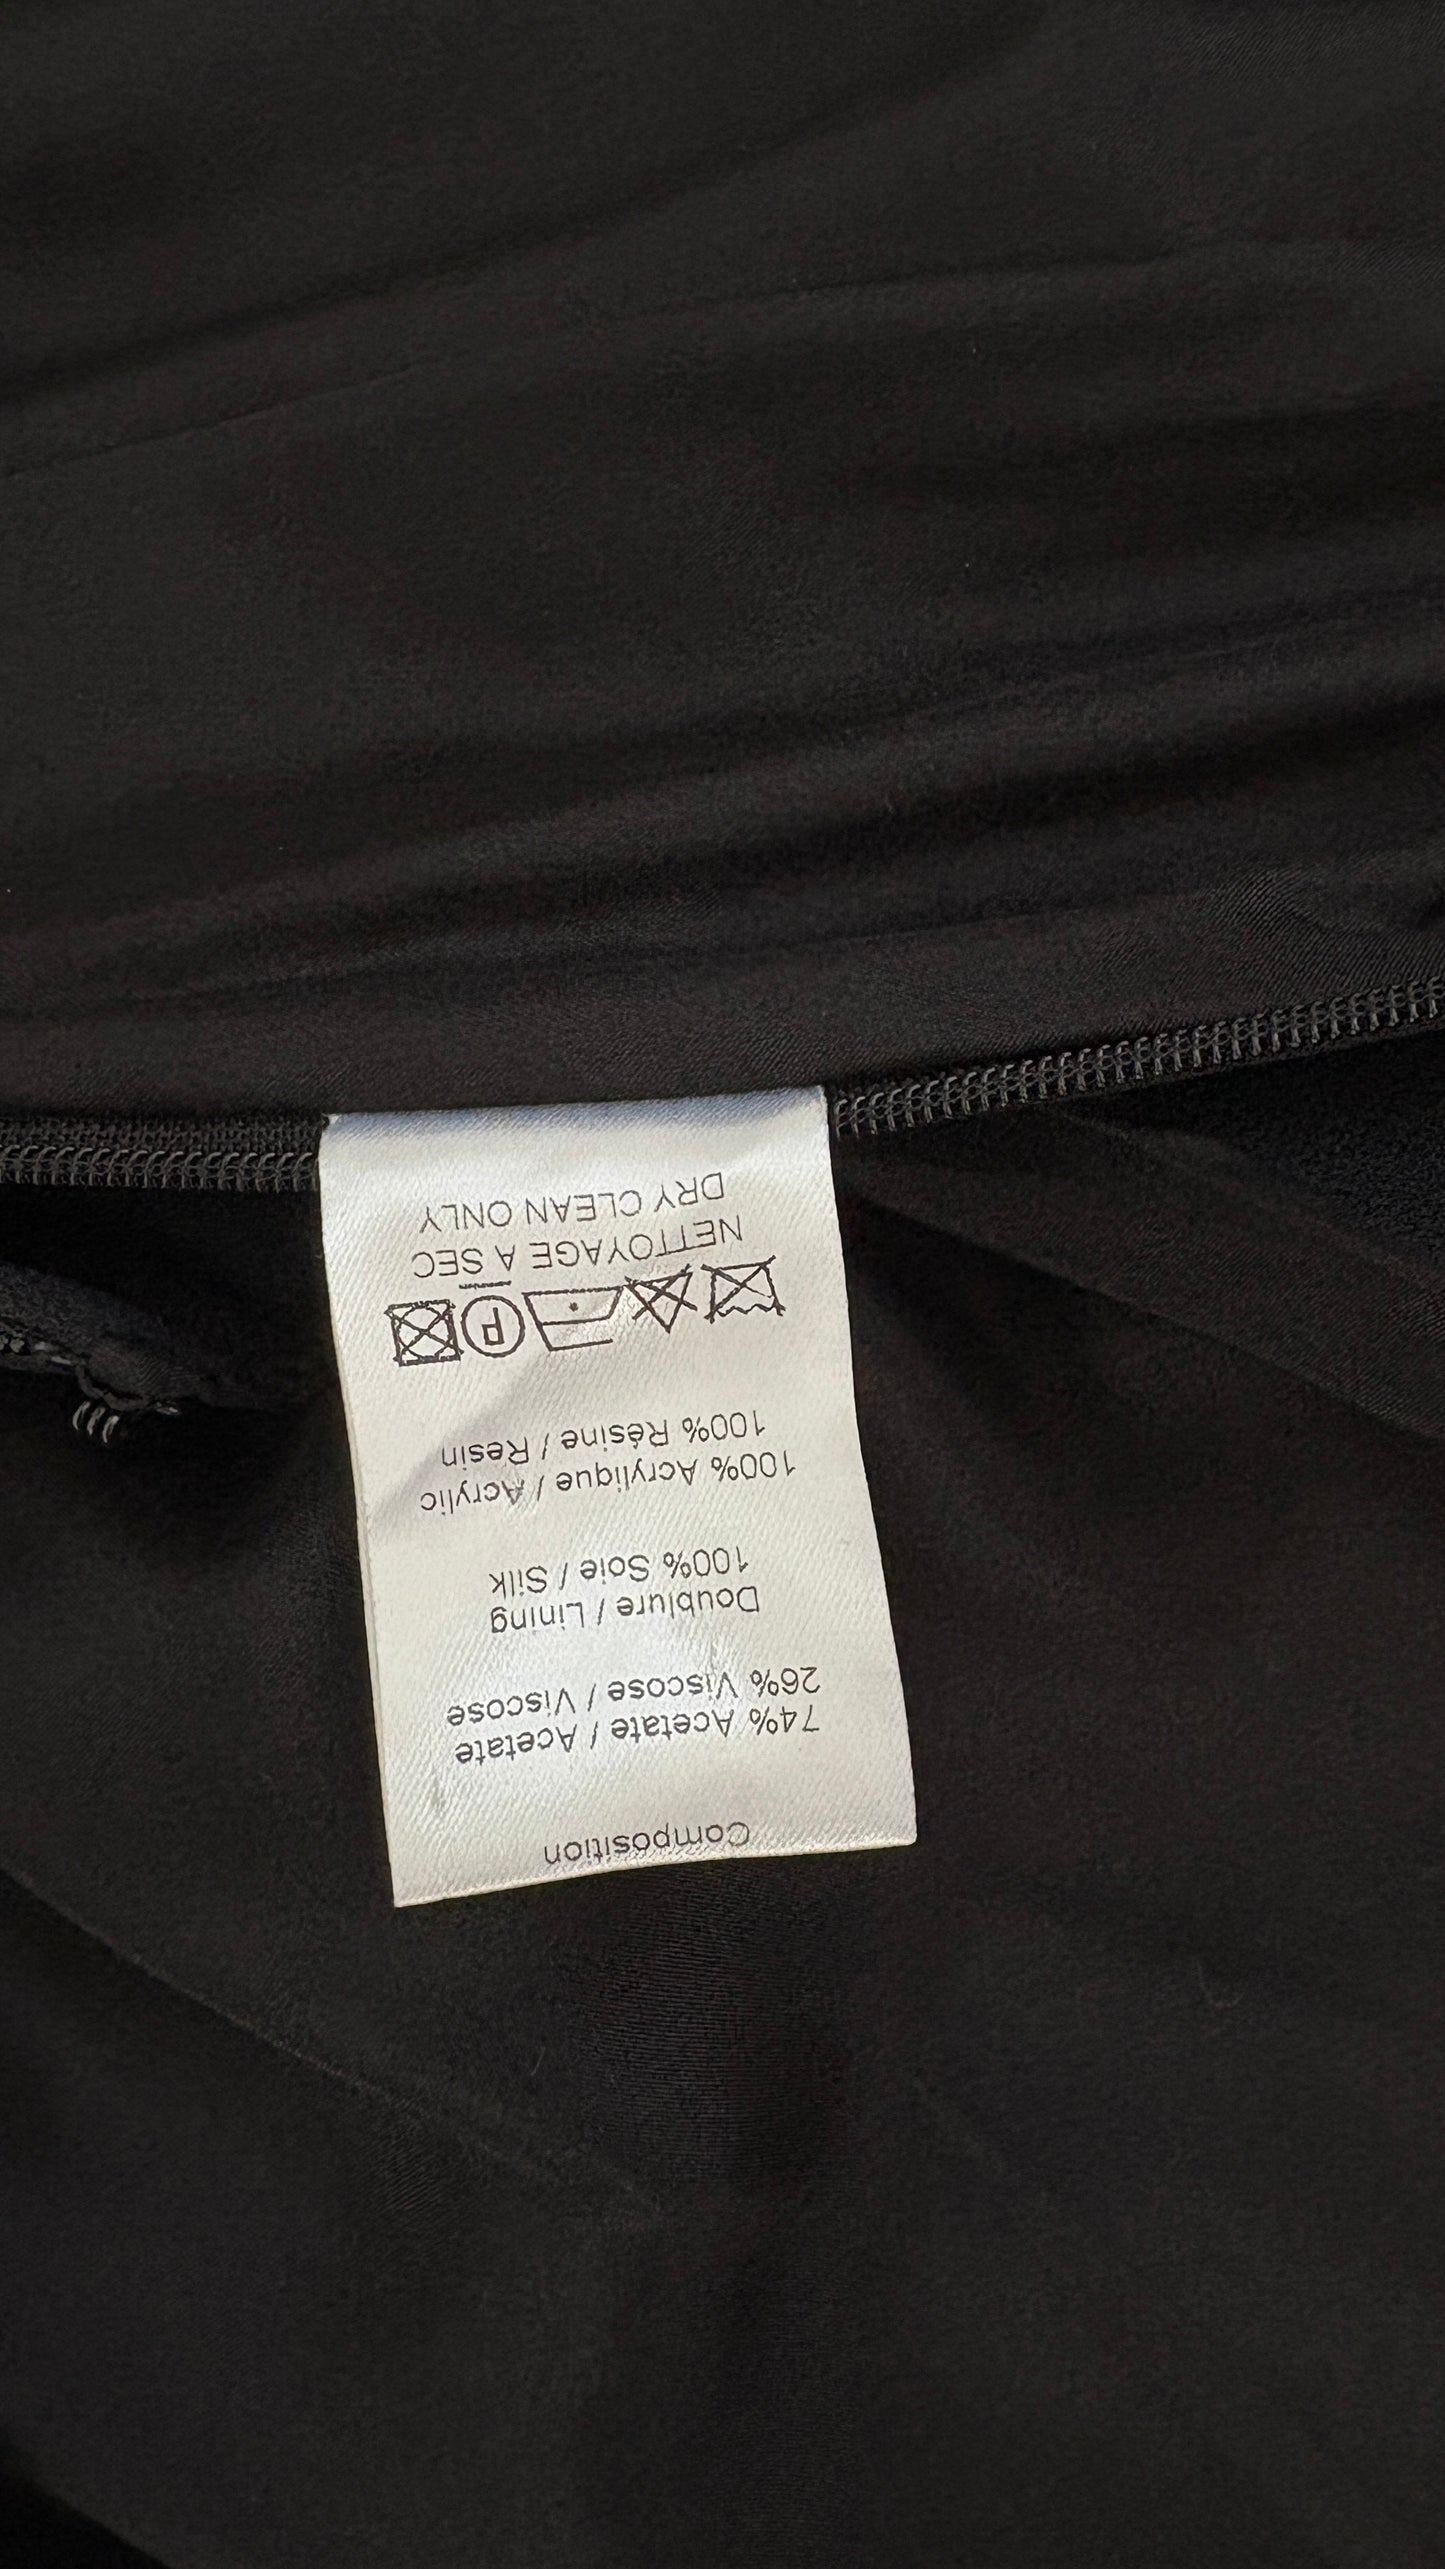 Composition
74% Acetate / Acetate
26% Viscose / Viscose
Doublure / Lining
100% Soie / Silk
100% Acrylique / Acrylic
100% Résine / Resin
P
NETTOYAGE A SEC
DRY CLEAN ONLY